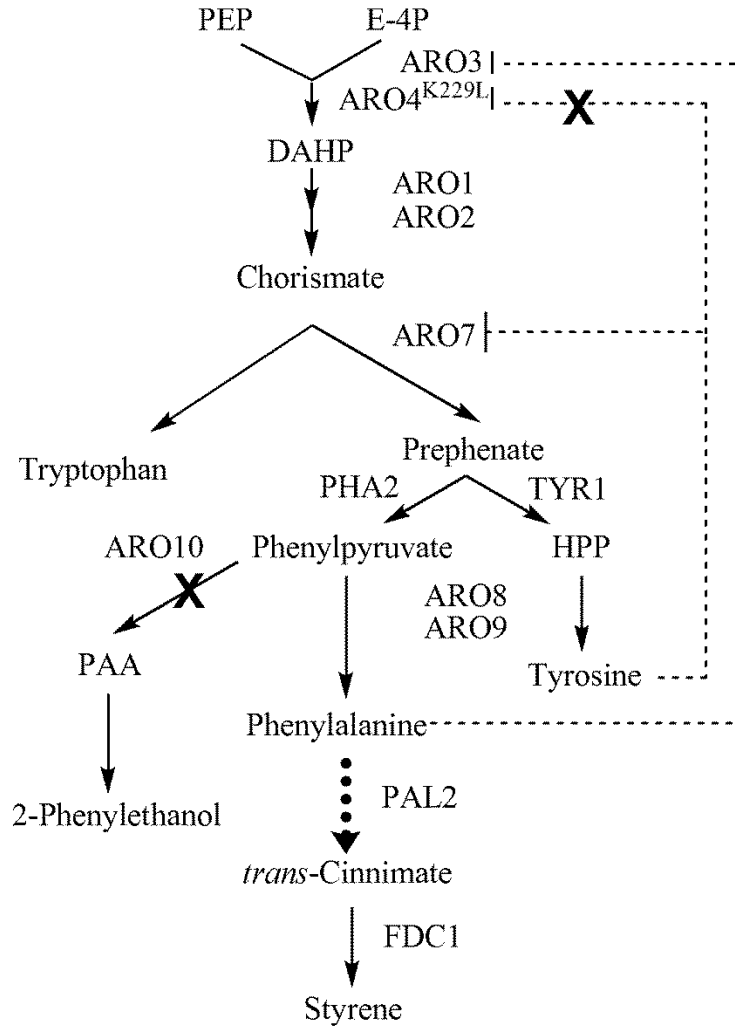 PEP E-4P
ARO3
ARO4K229L
X
DAHP
ARO1
ARO2
Chorismate
ARO7
Tryptophan
Prephenate
PHA2 TYR1
ARO10 Phenylpyruvate HPP
X
ARO8
ARO9
PAA
Tyrosine
Phenylalanine
2-Phenylethanol
PAL2
trans-Cinnimate
FDC1
Styrene